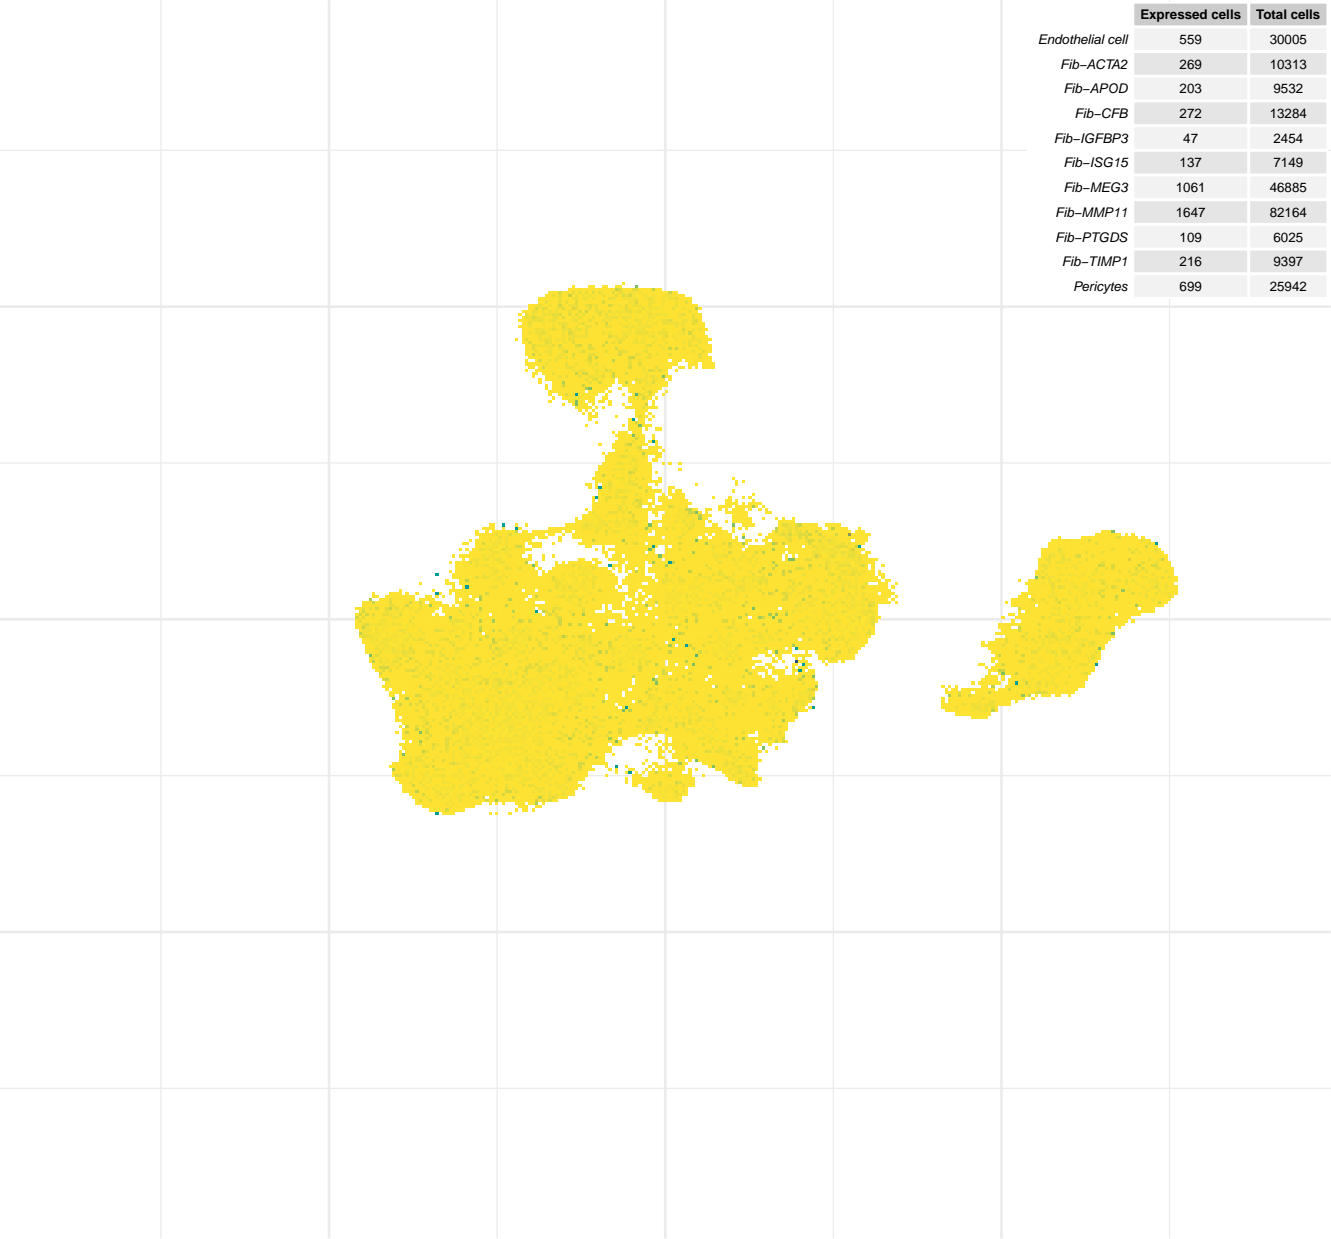 Expressed cells Total cells
Endothelial cell 559 30005
Fib−ACTA2 269 10313
Fib−APOD 203 9532
Fib−CFB 272 13284
Fib−IGFBP3 47 2454
Fib−ISG15 137 7149
Fib−MEG3 1061 46885
Fib−MMP11 1647 82164
Fib−PTGDS 109 6025
Fib−TIMP1 216 9397
Pericytes 699 25942